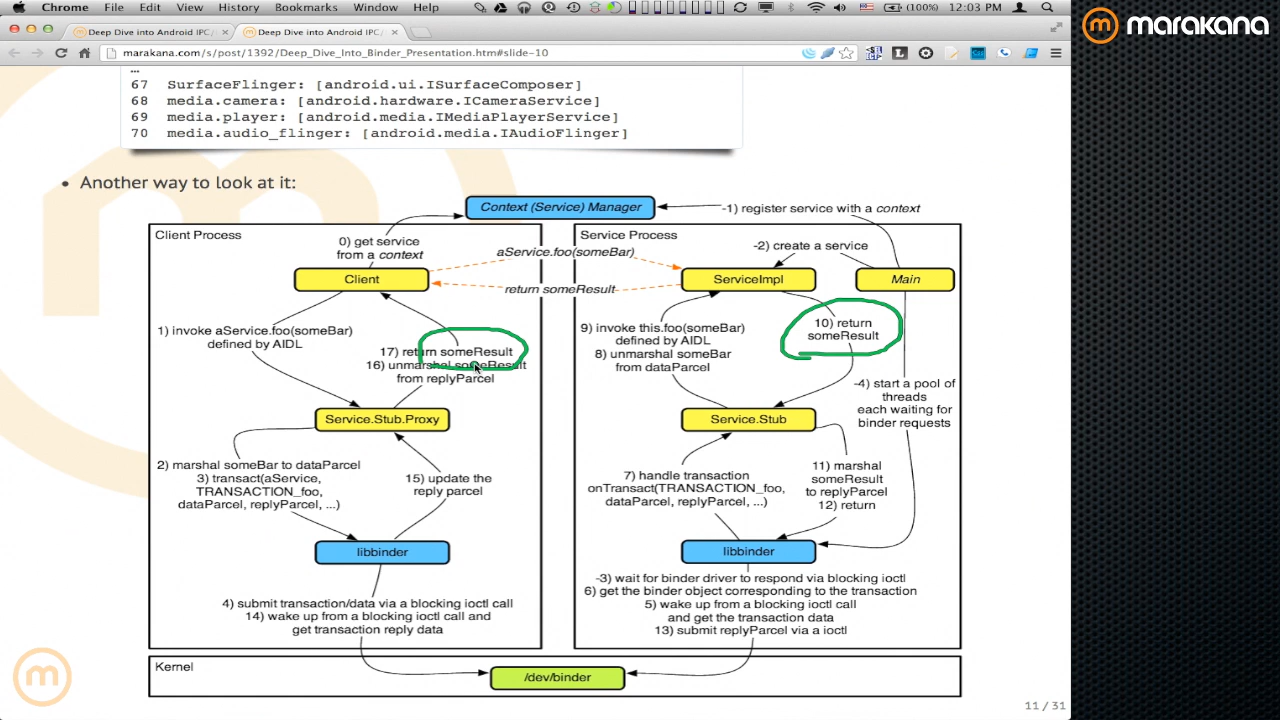 Chrome File Edit View History Bookmarks Window Help (100%) 12:03 PM
Deep Dive into Android IPC/ Deep Dive into Android IPC/
marakana.com/s/post/1392/Deep_Dive_Into_Binder_Presentation.htm#slide-10
marakana
…
67 SurfaceFlinger: [android.ui.ISurfaceComposer]
68 media.camera: [android.hardware.ICameraService]
69 media.player: [android.media.IMediaPlayerService]
70 media.audio_flinger: [android.media.IAudioFlinger]
• Another way to look at it:
Context (Service) Manager
-1) register service with a context
Client Process
0) get service
from a context
aService.foo(someBar)
Client
return someResult
1) invoke aService.foo(someBar)
defined by AIDL
17) return someResult
16) unmarshal someResult
from replyParcel
Service.Stub.Proxy
2) marshal someBar to dataParcel
3) transact(aService,
TRANSACTION_foo,
dataParcel, replyParcel, ...)
15) update the
reply parcel
libbinder
4) submit transaction/data via a blocking ioctl call
14) wake up from a blocking ioctl call and
get transaction reply data
Service Process
-2) create a service
ServiceImpl
Main
9) invoke this.foo(someBar)
defined by AIDL
8) unmarshal someBar
from dataParcel
10) return
someResult
-4) start a pool of
threads
each waiting for
binder requests
Service.Stub
7) handle transaction
onTransact(TRANSACTION_foo,
dataParcel, replyParcel, ...)
11) marshal
someResult
to replyParcel
12) return
libbinder
-3) wait for binder driver to respond via blocking ioctl
6) get the binder object corresponding to the transaction
5) wake up from a blocking ioctl call
and get the transaction data
13) submit replyParcel via a ioctl
Kernel
/dev/binder
11 / 31